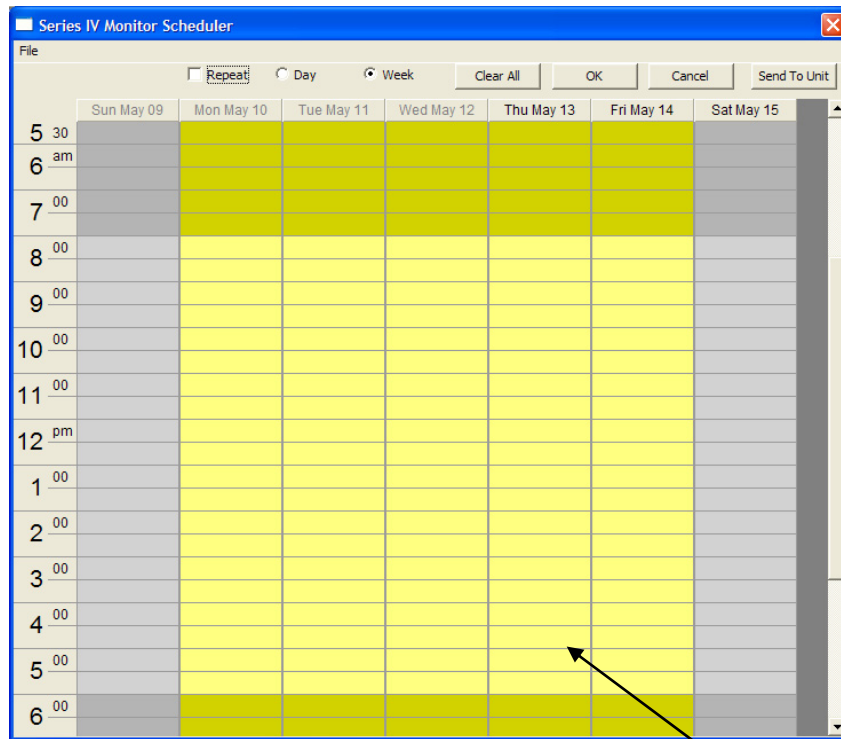 Series IV Monitor Scheduler
File
Repeat Day Week Clear All OK Cancel Send To Unit
Sun May 09 Mon May 10 Tue May 11 Wed May 12 Thu May 13 Fri May 14 Sat May 15
5 30
6 am
7 00
8 00
9 00
10 00
11 00
12 pm
1 00
2 00
3 00
4 00
5 00
6 00